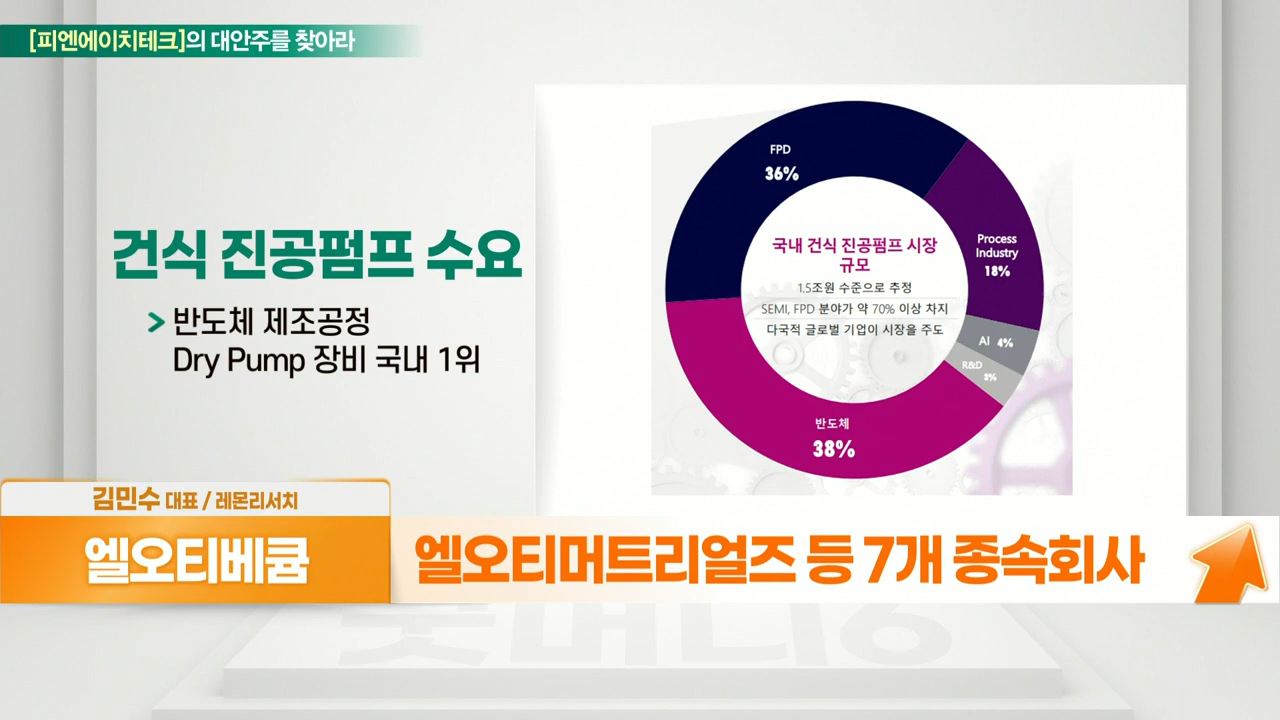 [피엔에이치테크]의 대안주를 찾아라
건식 진공펌프 수요
반도체 제조공정
Dry Pump 장비 국내 1위
FPD
36%
Process
Industry
18%
AI 4%
R&D
3%
반도체
38%
국내 건식 진공펌프 시장
규모
1.5조원 수준으로 추정
SEMI, FPD 분야가 약 70% 이상 차지
다국적 글로벌 기업이 시장을 주도
김민수 대표 / 레몬리서치
엘오티베큠
엘오티머트리얼즈 등 7개 종속회사